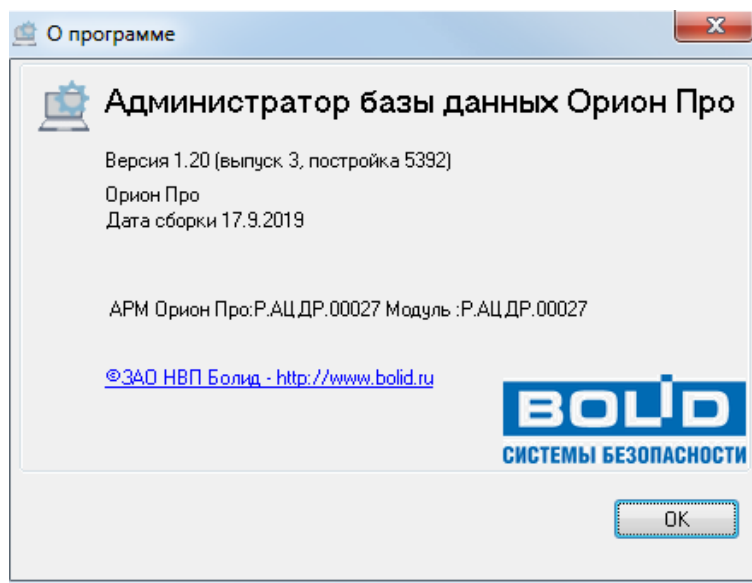 О программе
Администратор базы данных Орион Про
Версия 1.20 (выпуск 3, постройка 5392)
Орион Про
Дата сборки 17.9.2019
АРМ Орион Про:Р.АЦДР.00027 Модуль :Р.АЦДР.00027
©ЗАО НВП Болид - http://www.bolid.ru
BOLID
СИСТЕМЫ БЕЗОПАСНОСТИ
OK